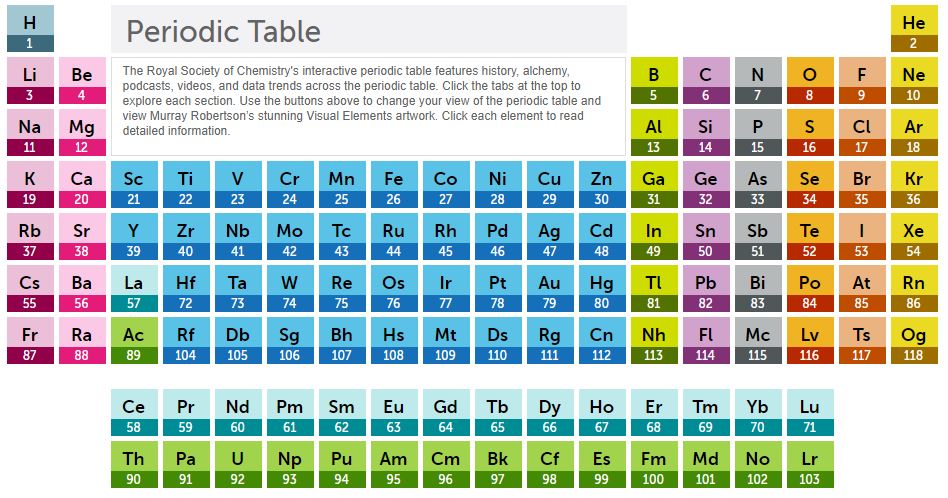 H Periodic Table He
1 2
Li Be The Royal Society of Chemistry's interactive periodic table features history, alchemy, B C N O F Ne
3 4 podcasts, videos, and data trends across the periodic table. Click the tabs at the top to 5 6 7 8 9 10
explore each section. Use the buttons above to change your view of the periodic table and
Na Mg view Murray Robertson's stunning Visual Elements artwork. Click each element to read Al Si P S Cl Ar
11 12 detailed information. 13 14 15 16 17 18
K Ca Sc Ti V Cr Mn Fe Co Ni Cu Zn Ga Ge As Se Br Kr
19 20 21 22 23 24 25 26 27 28 29 30 31 32 33 34 35 36
Rb Sr Y Zr Nb Mo Tc Ru Rh Pd Ag Cd In Sn Sb Te I Xe
37 38 39 40 41 42 43 44 45 46 47 48 49 50 51 52 53 54
Cs Ba La Hf Ta W Re Os Ir Pt Au Hg Tl Pb Bi Po At Rn
55 56 57 72 73 74 75 76 77 78 79 80 81 82 83 84 85 86
Fr Ra Ac Rf Db Sg Bh Hs Mt Ds Rg Cn Nh Fl Mc Lv Ts Og
87 88 89 104 105 106 107 108 109 110 111 112 113 114 115 116 117 118
Ce Pr Nd Pm Sm Eu Gd Tb Dy Ho Er Tm Yb Lu
58 59 60 61 62 63 64 65 66 67 68 69 70 71
Th Pa U Np Pu Am Cm Bk Cf Es Fm Md No Lr
90 91 92 93 94 95 96 97 98 99 100 101 102 103